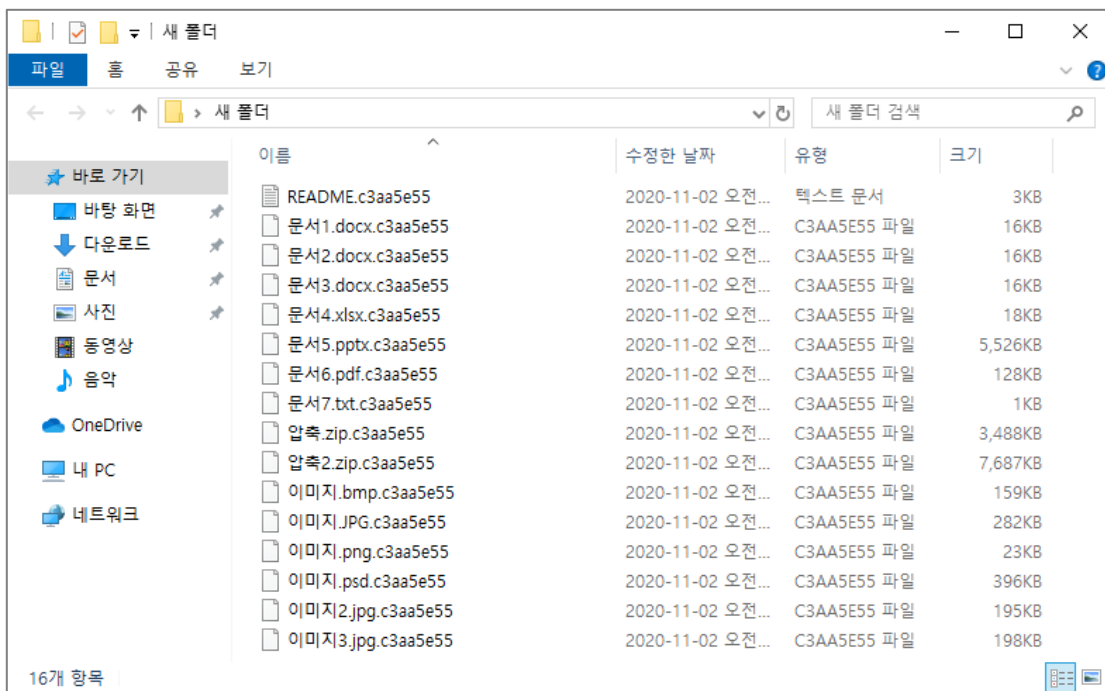 새 폴더
파일 홈 공유 보기
새 폴더 새 폴더 검색
이름 수정한 날짜 유형 크기
바로 가기
바탕 화면
다운로드
문서
사진
동영상
음악
OneDrive
내 PC
네트워크
README.c3aa5e55 2020-11-02 오전... 텍스트 문서 3KB
문서1.docx.c3aa5e55 2020-11-02 오전... C3AA5E55 파일 16KB
문서2.docx.c3aa5e55 2020-11-02 오전... C3AA5E55 파일 16KB
문서3.docx.c3aa5e55 2020-11-02 오전... C3AA5E55 파일 16KB
문서4.xlsx.c3aa5e55 2020-11-02 오전... C3AA5E55 파일 18KB
문서5.pptx.c3aa5e55 2020-11-02 오전... C3AA5E55 파일 5,526KB
문서6.pdf.c3aa5e55 2020-11-02 오전... C3AA5E55 파일 128KB
문서7.txt.c3aa5e55 2020-11-02 오전... C3AA5E55 파일 1KB
압축.zip.c3aa5e55 2020-11-02 오전... C3AA5E55 파일 3,488KB
압축2.zip.c3aa5e55 2020-11-02 오전... C3AA5E55 파일 7,687KB
이미지.bmp.c3aa5e55 2020-11-02 오전... C3AA5E55 파일 159KB
이미지.JPG.c3aa5e55 2020-11-02 오전... C3AA5E55 파일 282KB
이미지.png.c3aa5e55 2020-11-02 오전... C3AA5E55 파일 23KB
이미지.psd.c3aa5e55 2020-11-02 오전... C3AA5E55 파일 396KB
이미지2.jpg.c3aa5e55 2020-11-02 오전... C3AA5E55 파일 195KB
이미지3.jpg.c3aa5e55 2020-11-02 오전... C3AA5E55 파일 198KB
16개 항목